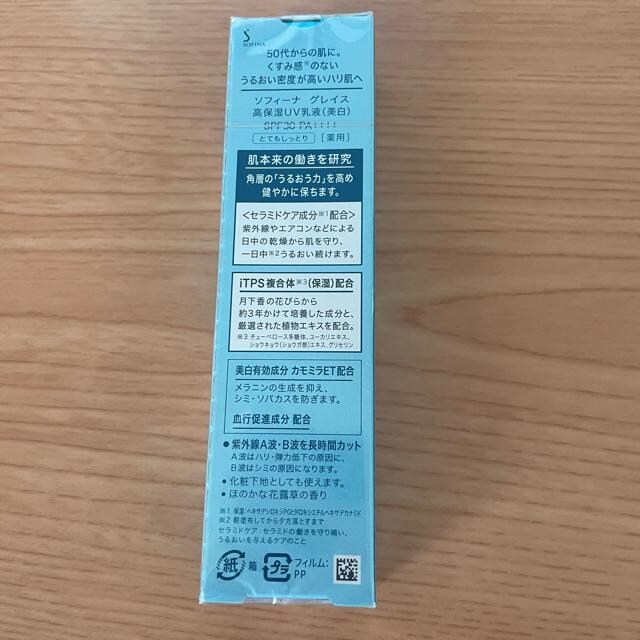 S
SOFINA
50代からの肌に。
くすみ感※のない
うるおい密度が高いハリ肌へ
ソフィーナ グレイス
高保湿UV乳液(美白)
SPF30 PA++++
とてもしっとり [薬用]
肌本来の働きを研究
角層の「うるおう力」を高め
健やかに保ちます。
<セラミドケア成分※1配合>
紫外線やエアコンなどによる
日中の乾燥から肌を守り、
一日中※2うるおい続けます。
iTPS複合体※3(保湿)配合
月下香の花びらから
約3年かけて培養した成分と、
厳選された植物エキスを配合。
※3 チューベローズ多糖体、ユーカリエキス、
ショウキョウ(ショウガ根)エキス、グリセリン
美白有効成分 カモミラET配合
メラニンの生成を抑え、
シミ・ソバカスを防ぎます。
血行促進成分 配合
●紫外線A波・B波を長時間カット
A波はハリ・弾力低下の原因に、
B波はシミの原因になります。
●化粧下地としても使えます。
●ほのかな花露草の香り
※1 保湿:ヘキサデシロキシPGヒドロキシエチルヘキサデカナミド
※2 朝塗布してから夕方落とすまで
セラミドケア:セラミドの働きを守り補い、
うるおいを与えるケアのこと
紙 箱 プラ フィルム:
PP